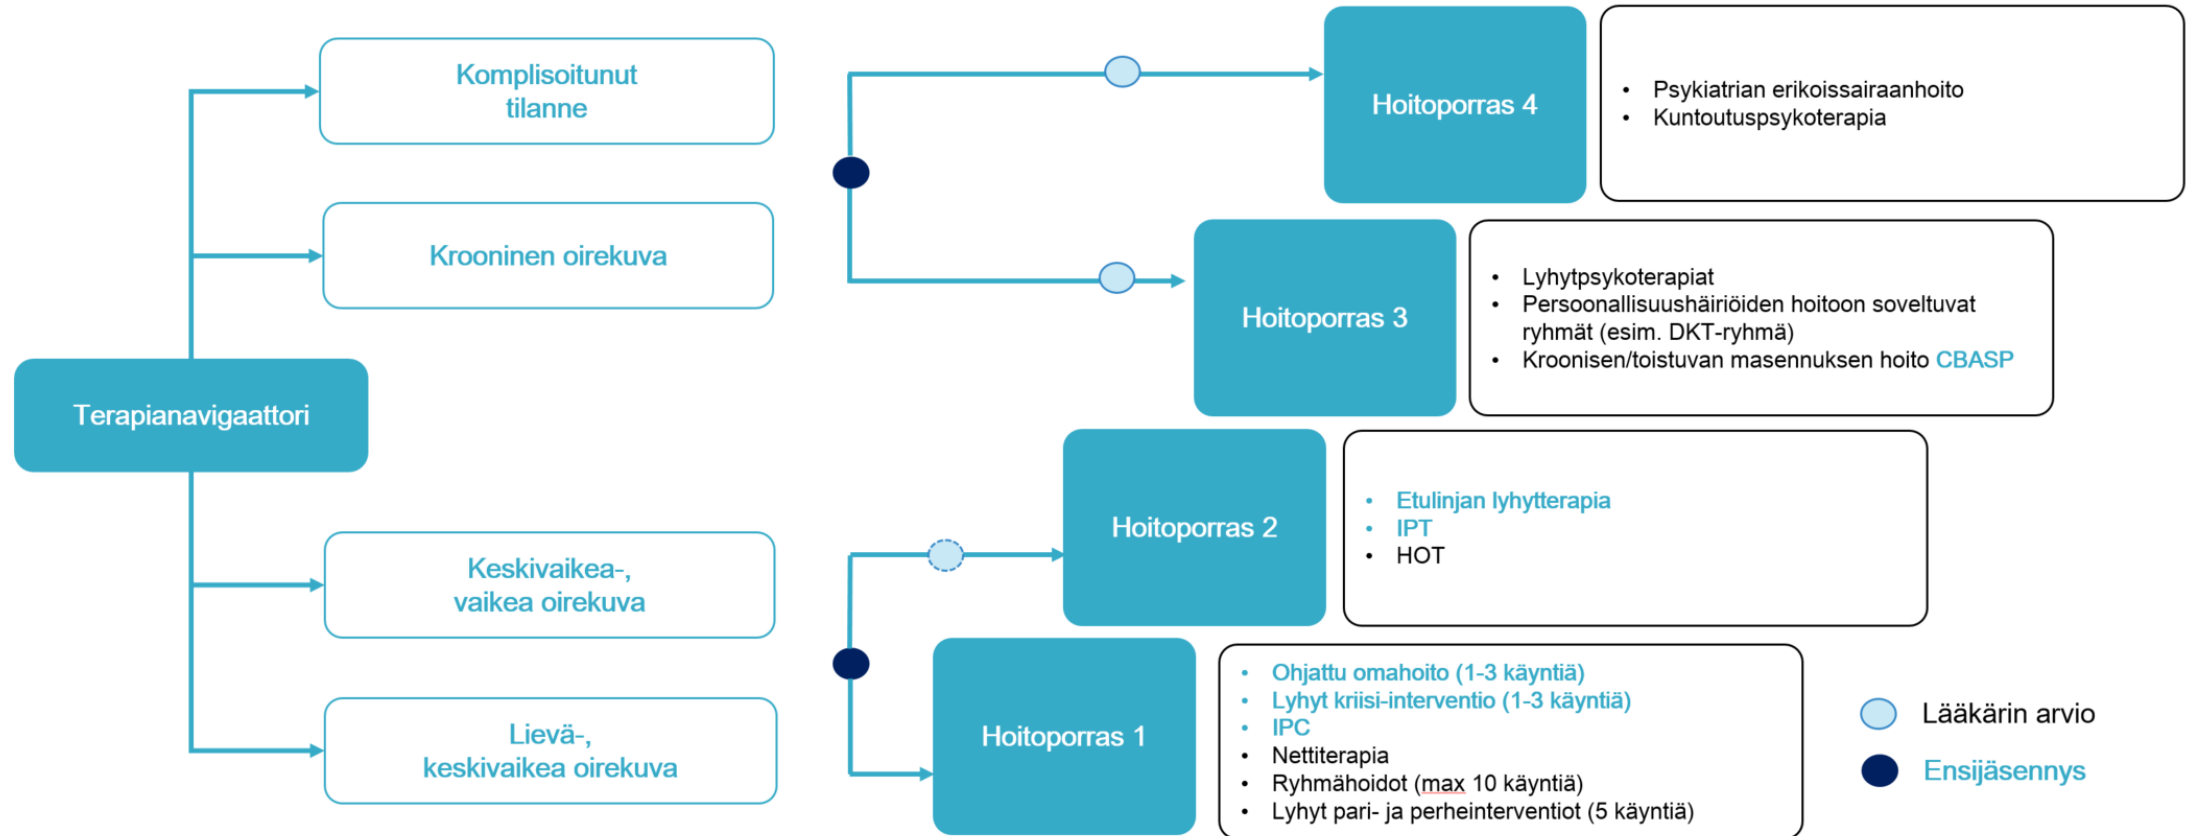 Komplisoitunut
tilanne
Krooninen oirekuva
Terapianavigaattori
Keskivaikea-,
vaikea oirekuva
Lievä-,
keskivaikea oirekuva
Hoitoporras 4
• Psykiatrian erikoissairaanhoito
• Kuntoutuspsykoterapia
Hoitoporras 3
• Lyhytpsykoterapiat
• Persoonallisuushäiriöiden hoitoon soveltuvat
ryhmät (esim. DKT-ryhmä)
• Kroonisen/toistuvan masennuksen hoito CBASP
Hoitoporras 2
• Etulinjan lyhytterapia
• IPT
• HOT
Hoitoporras 1
• Ohjattu omahoito (1-3 käyntiä)
• Lyhyt kriisi-interventio (1-3 käyntiä)
• IPC
• Nettiterapia
• Ryhmähoidot (max 10 käyntiä)
• Lyhyt pari- ja perheinterventiot (5 käyntiä)
Lääkärin arvio
Ensijäsennys